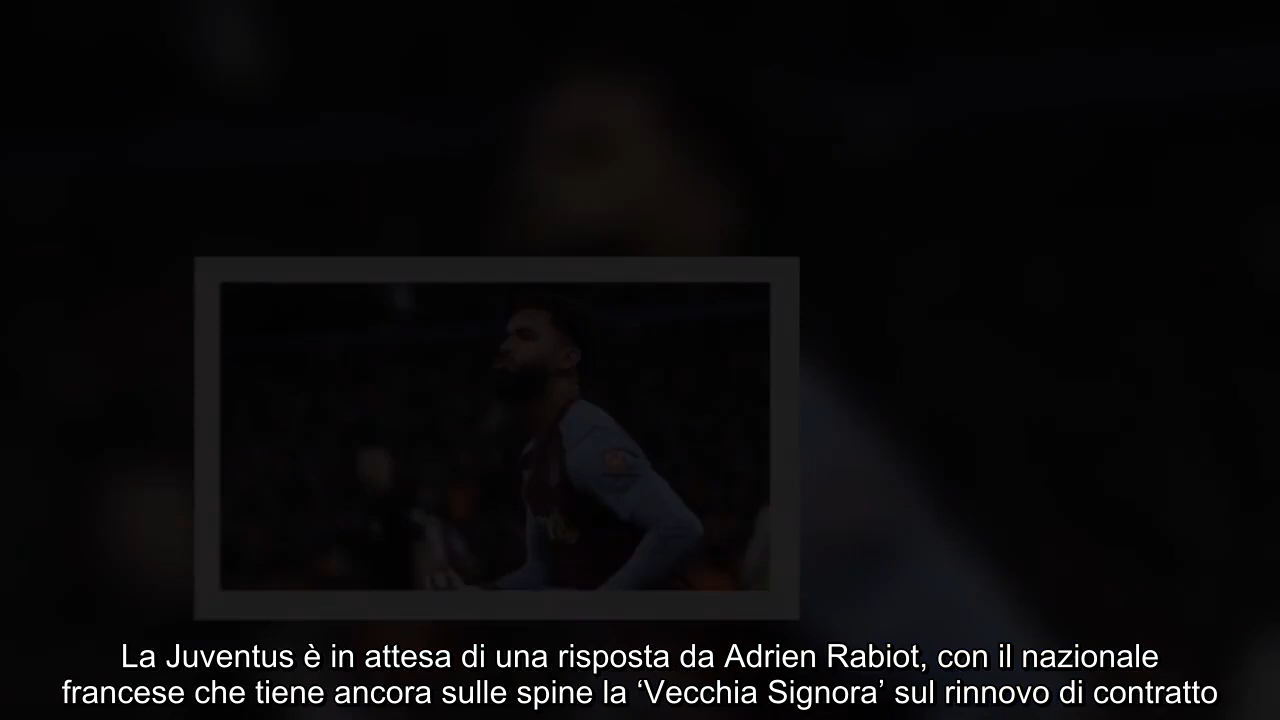 La Juventus è in attesa di una risposta da Adrien Rabiot, con il nazionale
francese che tiene ancora sulle spine la ‘Vecchia Signora’ sul rinnovo di contratto